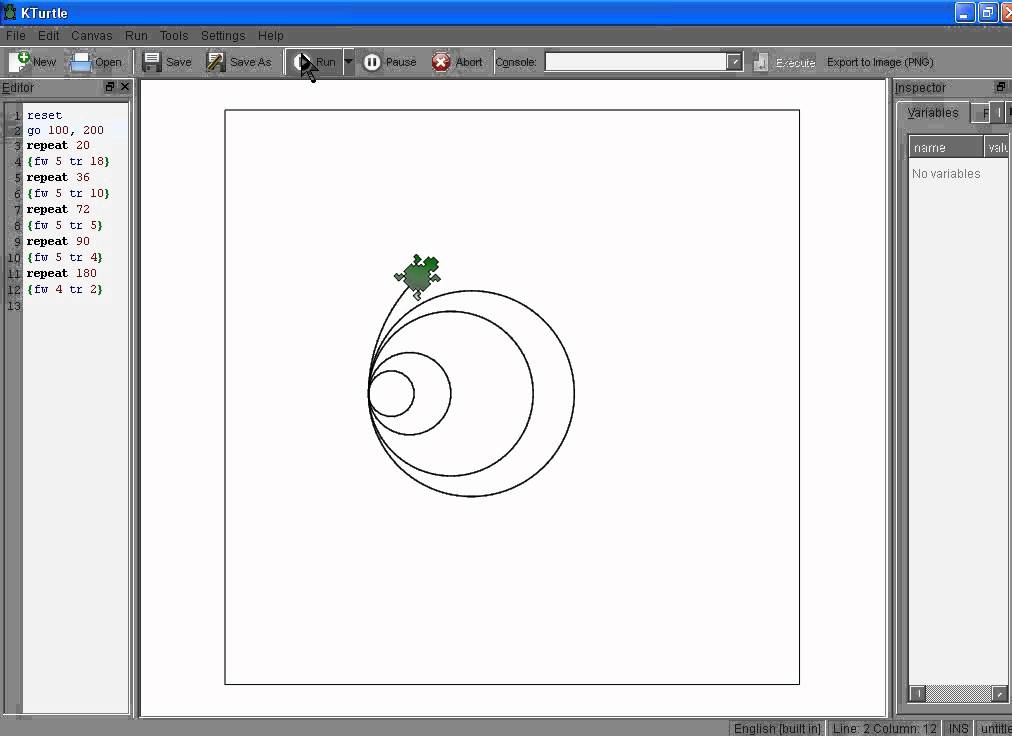 KTurtle
File Edit Canvas Run Tools Settings Help
New Open Save Save As Run Pause Abort Console: Execute Export to Image (PNG)
Editor
1 reset
2 go 100, 200
3 repeat 20
4 {fw 5 tr 18}
5 repeat 36
6 {fw 5 tr 10}
7 repeat 72
8 {fw 5 tr 5}
9 repeat 90
10 {fw 5 tr 4}
11 repeat 180
12 {fw 4 tr 2}
13
Inspector
Variables F
name valu
No variables
English [built in] Line: 2 Column: 12 INS untitle